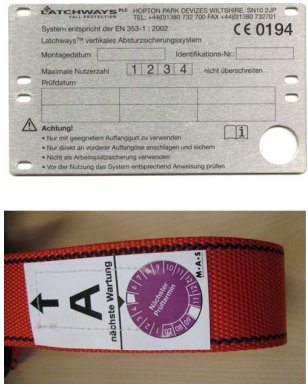 LATCHWAYS PLC HOPTON PARK DEVIZES WILTSHIRE SN10 2JP
FALL PROTECTION TEL: +44(0)1380 732 700 FAX +44(0)1380 732701
System entspricht der EN 353-1 : 2002
CE 0194
Latchways™ vertikales Absturzsicherungssystem
Montagedatum Identifikations-Nr.:
Maximale Nutzerzahl 1 2 3 4 nicht überschreiten
Prüfdatum
Achtung!
• Nur mit geeignetem Auffanggurt zu verwenden
• Nur direkt an vorderer Auffangöse anschlagen und sichern
• Nicht als Arbeitsplatzsicherung verwenden
• Vor der Nutzung das System entsprechend Anweisung prüfen
A
nächste Wartung
Nächster
Prüftermin
M·A·S